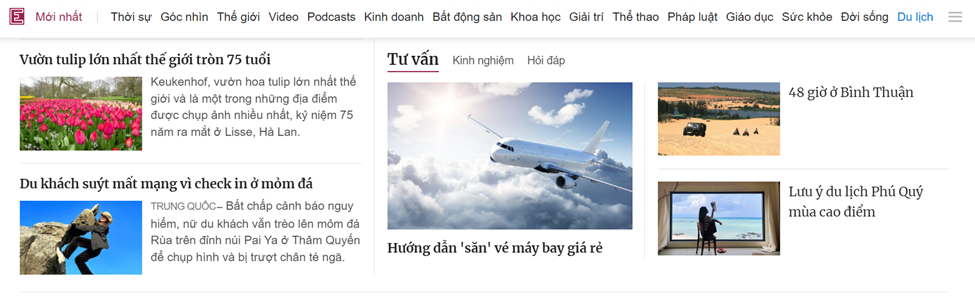 E Mới nhất Thời sự Góc nhìn Thế giới Video Podcasts Kinh doanh Bất động sản Khoa học Giải trí Thể thao Pháp luật Giáo dục Sức khỏe Đời sống Du lịch
Vườn tulip lớn nhất thế giới tròn 75 tuổi
Keukenhof, vườn hoa tulip lớn nhất thế
giới và là một trong những địa điểm
được chụp ảnh nhiều nhất, kỷ niệm 75
năm ra mắt ở Lisse, Hà Lan.
Du khách suýt mất mạng vì check in ở mỏm đá
TRUNG QUỐC– Bất chấp cảnh báo nguy
hiểm, nữ du khách vẫn trèo lên mỏm đá
Rùa trên đỉnh núi Pai Ya ở Thâm Quyến
để chụp hình và bị trượt chân té ngã.
Tư vấn Kinh nghiệm Hỏi đáp
Hướng dẫn 'săn' vé máy bay giá rẻ
48 giờ ở Bình Thuận
Lưu ý du lịch Phú Quý
mùa cao điểm